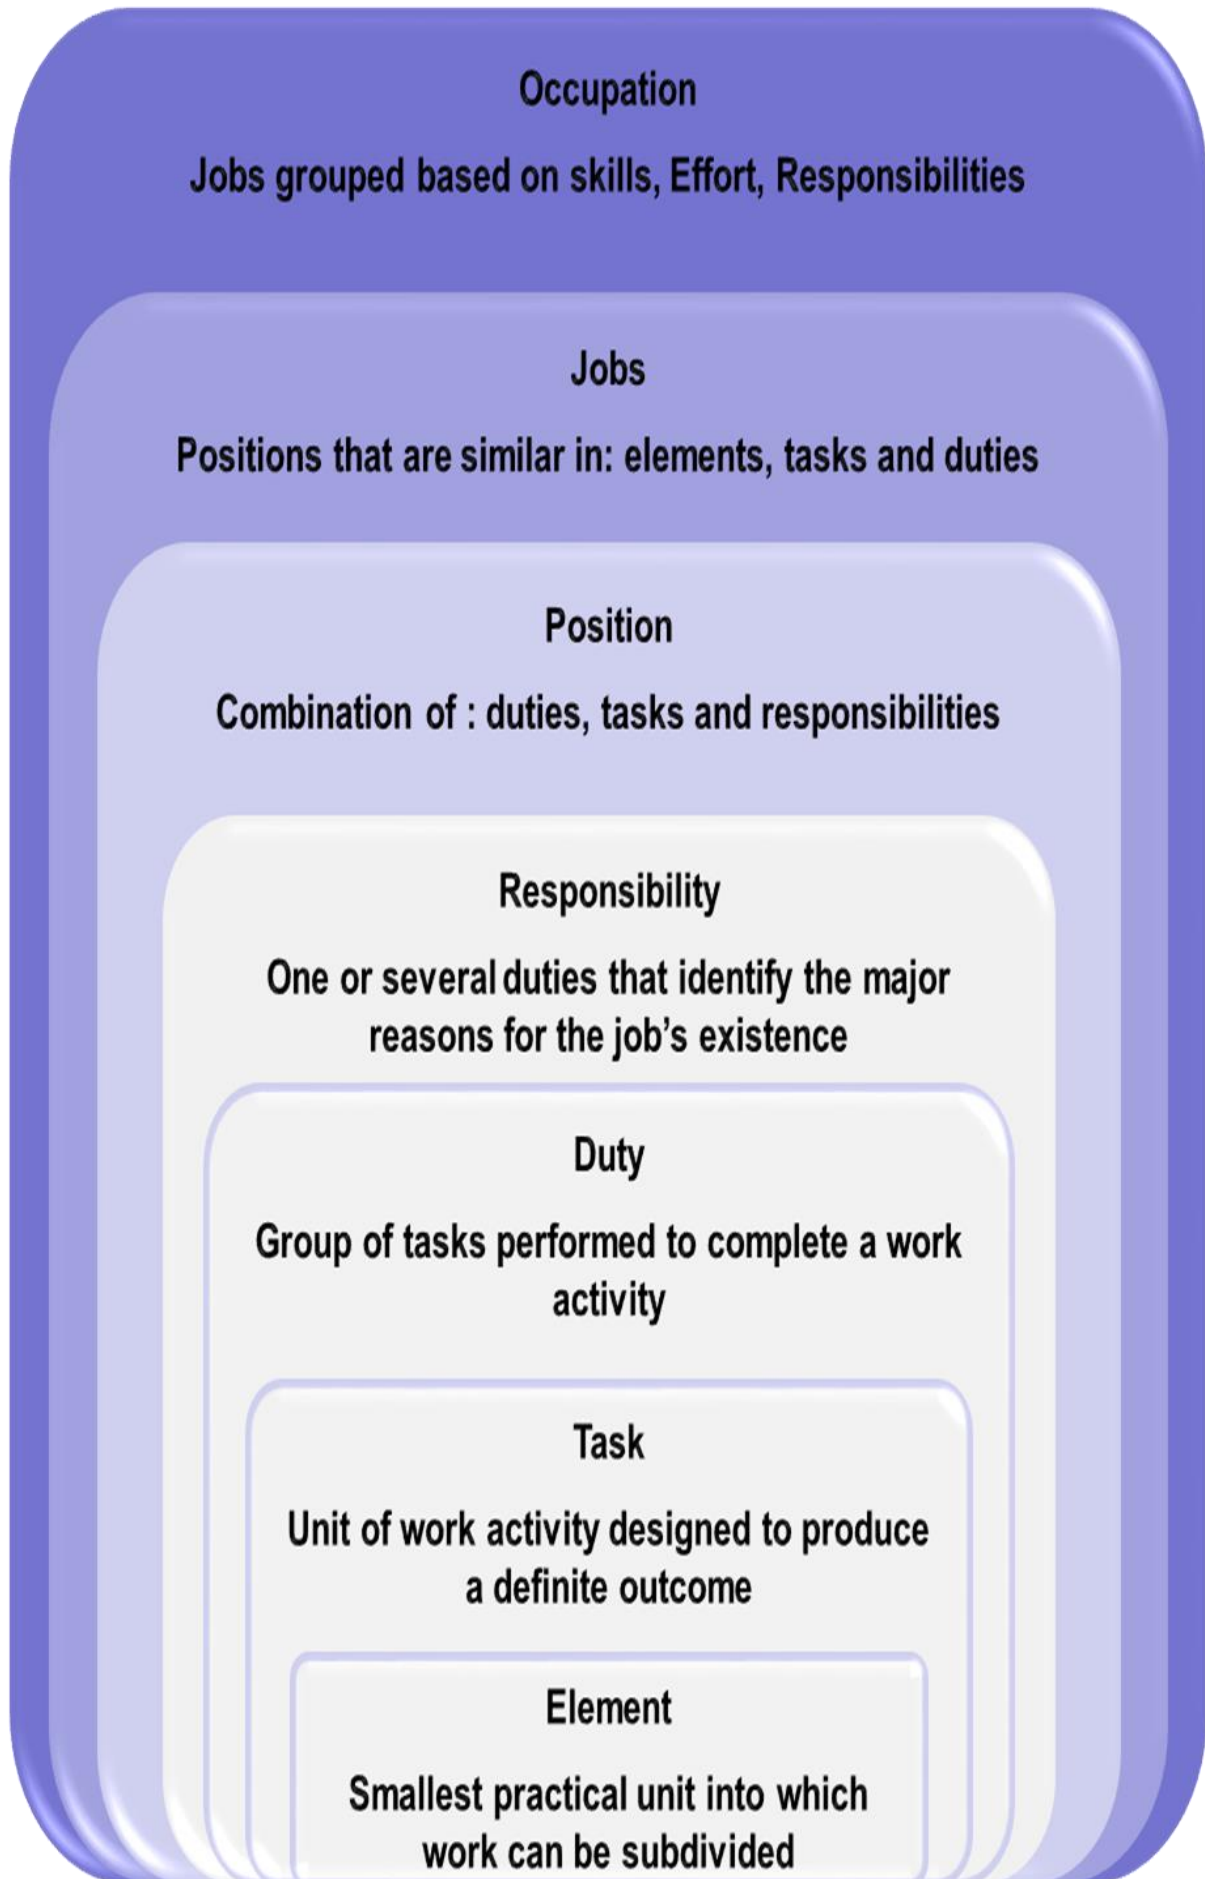 Occupation
Jobs grouped based on skills, Effort, Responsibilities
Jobs
Positions that are similar in: elements, tasks and duties
Position
Combination of : duties, tasks and responsibilities
Responsibility
One or several duties that identify the major
reasons for the job’s existence
Duty
Group of tasks performed to complete a work
activity
Task
Unit of work activity designed to produce
a definite outcome
Element
Smallest practical unit into which
work can be subdivided